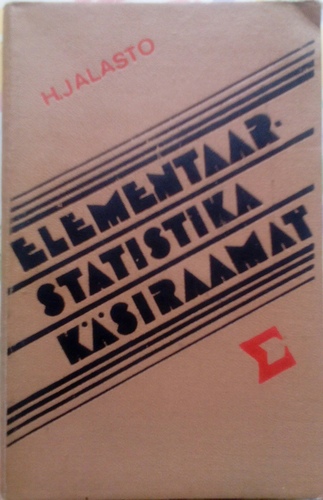 H. JALASTO
ELEMENTAAR-
STATISTIKA
KÄSIRAAMAT
Σ